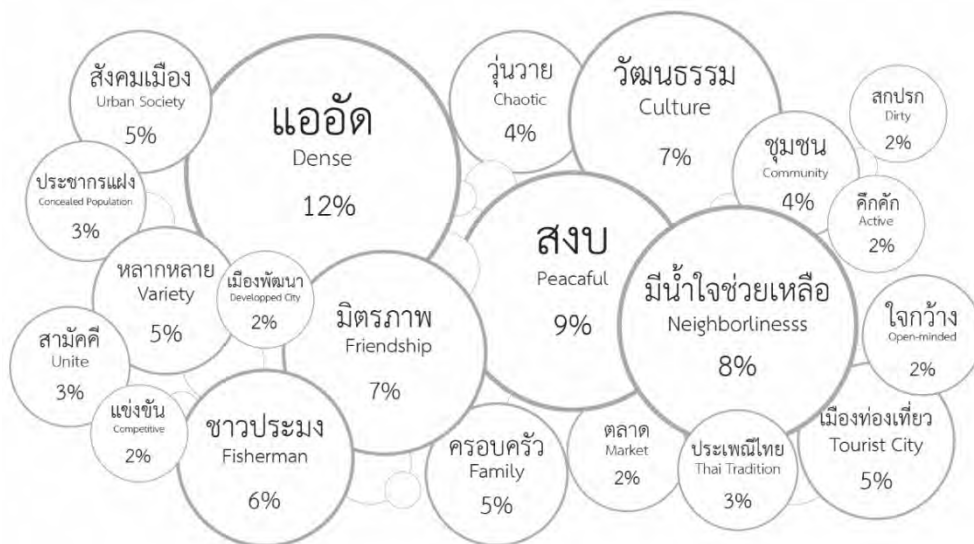 สังคมเมือง
Urban Society
5%
แออัด
Dense
12%
วุ่นวาย
Chaotic
4%
วัฒนธรรม
Culture
7%
สกปรก
Dirty
2%
ชุมชน
Community
4%
ประชากรแฝง
Concealed Population
3%
คึกคัก
Active
2%
สงบ
Peacaful
9%
หลากหลาย
Variety
5%
เมืองพัฒนา
Developped City
2%
มิตรภาพ
Friendship
7%
มีน้ำใจช่วยเหลือ
Neighborlinesss
8%
ใจกว้าง
Open-minded
2%
สามัคคี
Unite
3%
แข่งขัน
Competitive
2%
ชาวประมง
Fisherman
6%
ครอบครัว
Family
5%
ตลาด
Market
2%
ประเพณีไทย
Thai Tradition
3%
เมืองท่องเที่ยว
Tourist City
5%